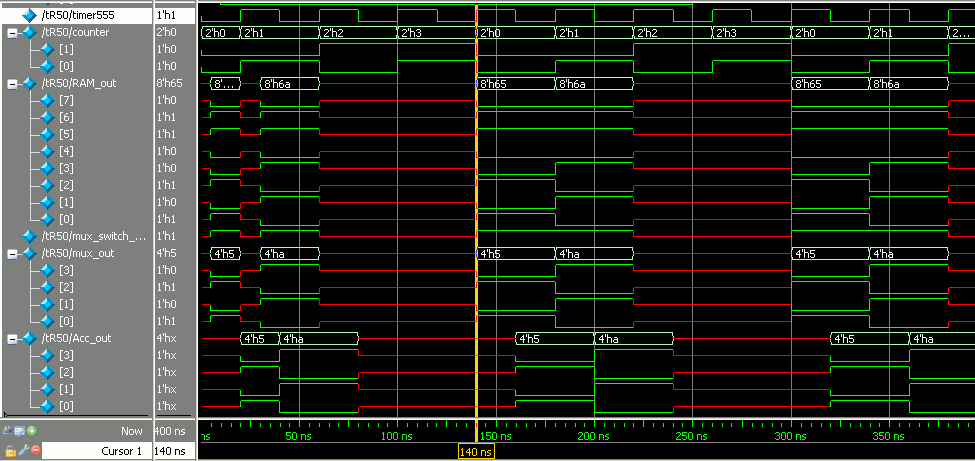 /tR50/timer555 1'h1
/tR50/counter 2'h0 2'h0 2'h1 2'h2 2'h3 2'h0 2'h1 2'h2 2'h3 2'h0 2'h1 2...
[1] 1'h0
[0] 1'h0
/tR50/RAM_out 8'h65 8'... 8'h6a 8'h65 8'h6a 8'h65 8'h6a
[7] 1'h0
[6] 1'h1
[5] 1'h1
[4] 1'h0
[3] 1'h0
[2] 1'h1
[1] 1'h0
[0] 1'h1
/tR50/mux_switch_... 1'h1
/tR50/mux_out 4'h5 4'h5 4'ha 4'h5 4'ha 4'h5 4'ha
[3] 1'h0
[2] 1'h1
[1] 1'h0
[0] 1'h1
/tR50/Acc_out 4'hx 4'h5 4'ha 4'h5 4'ha 4'h5 4'ha
[3] 1'hx
[2] 1'hx
[1] 1'hx
[0] 1'hx
Now 400 ns ns 50 ns 100 ns 150 ns 200 ns 250 ns 300 ns 350 ns
Cursor 1 140 ns 140 ns